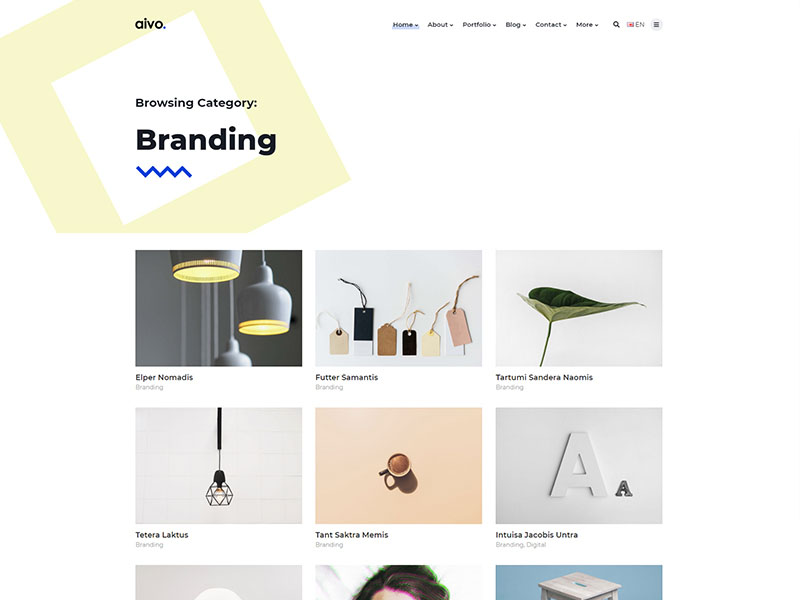 aivo.
Home About Portfolio Blog Contact More EN
Browsing Category:
Branding
Elper Nomadis
Branding
Futter Samantis
Branding
Tartumi Sandera Naomis
Branding
A A
Tetera Laktus
Branding
Tant Saktra Memis
Branding
Intuisa Jacobis Untra
Branding, Digital